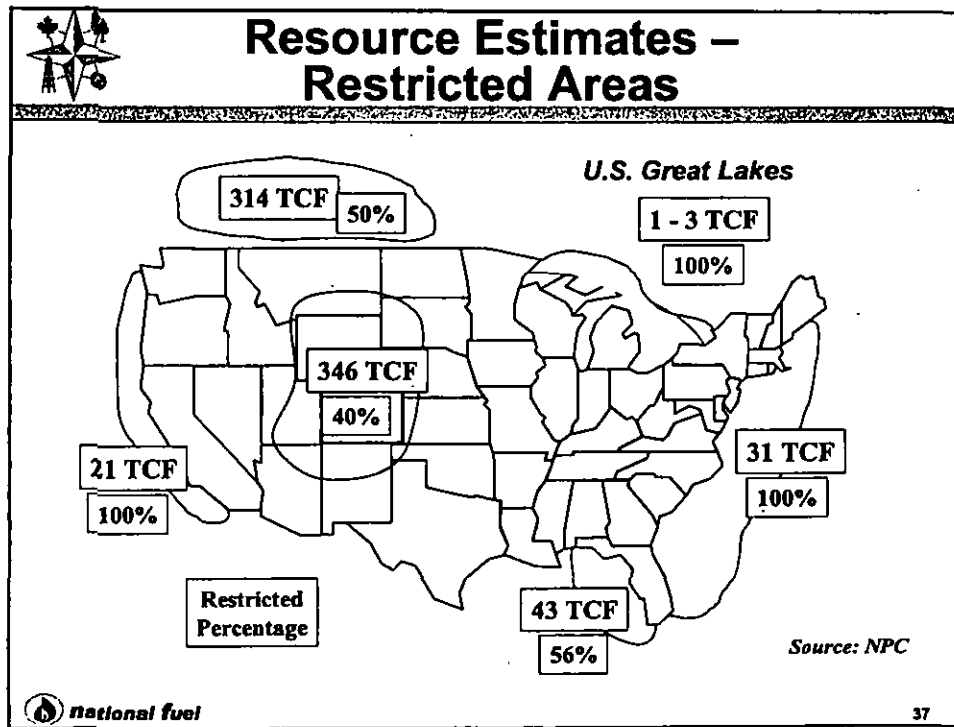 Resource Estimates –
Restricted Areas
U.S. Great Lakes
314 TCF
50%
1 - 3 TCF
100%
346 TCF
40%
21 TCF
100%
31 TCF
100%
43 TCF
56%
Restricted
Percentage
Source: NPC
national fuel
37